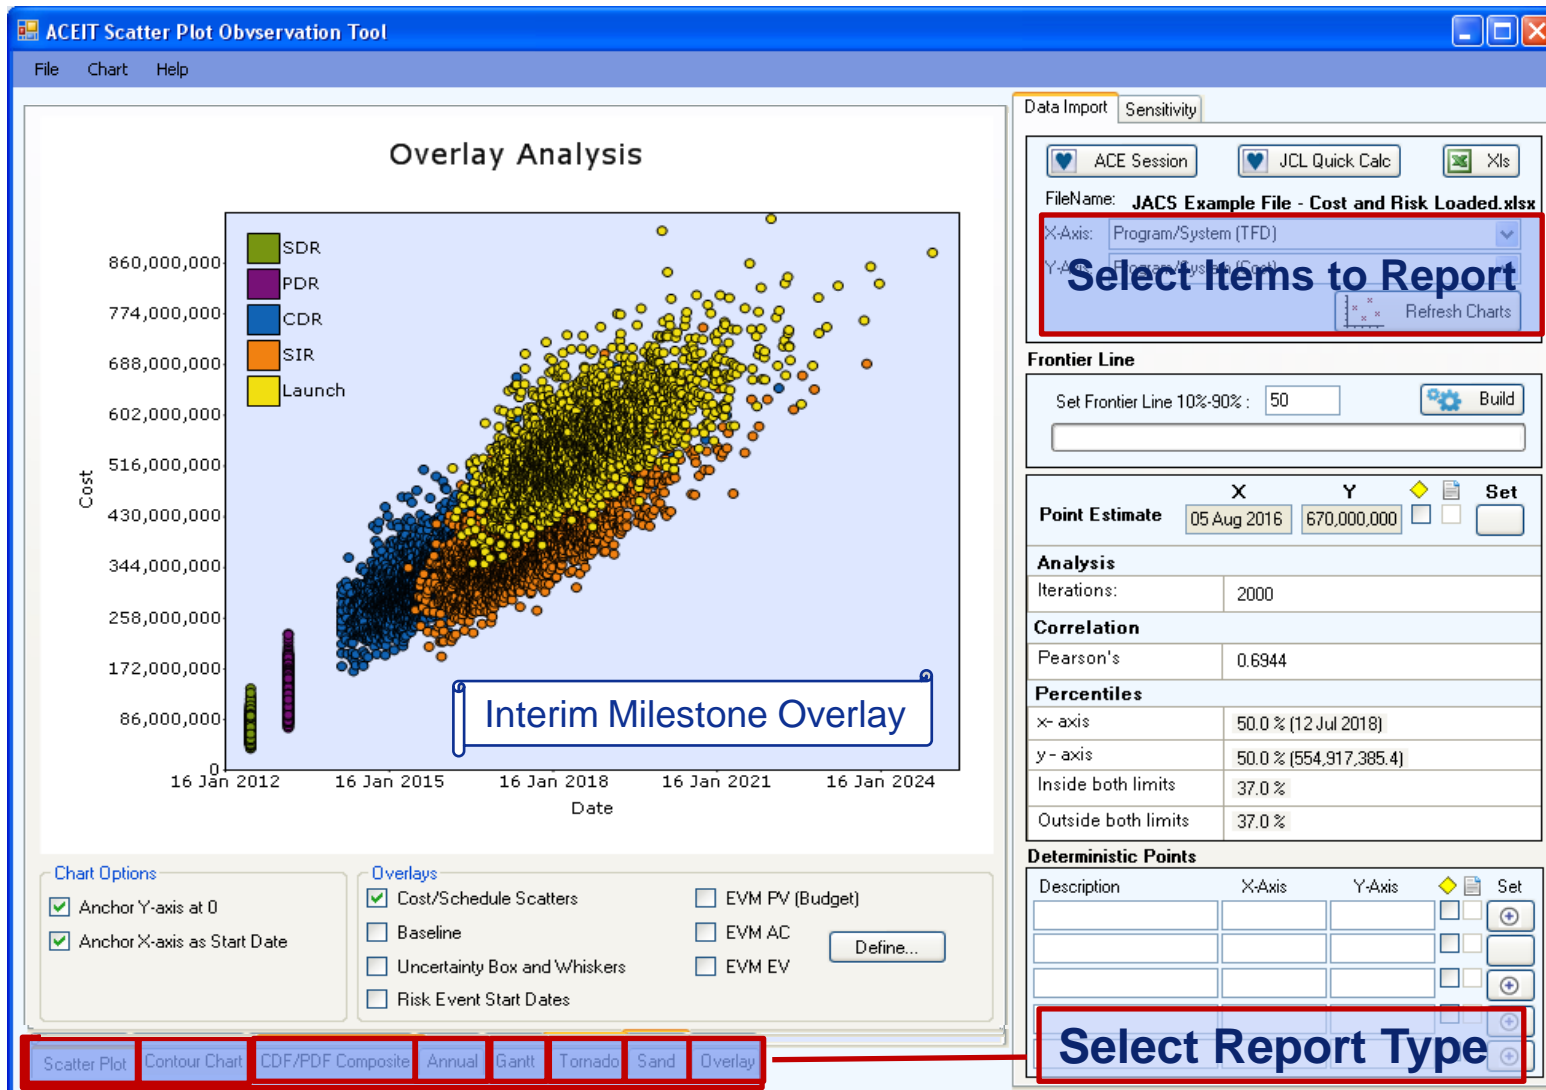 ACEIT Scatter Plot Obvservation Tool
File Chart Help
Overlay Analysis
SDR
PDR
CDR
SIR
Launch
Cost
860,000,000
774,000,000
688,000,000
602,000,000
516,000,000
430,000,000
344,000,000
258,000,000
172,000,000
86,000,000
0
16 Jan 2012 16 Jan 2015 16 Jan 2018 16 Jan 2021 16 Jan 2024
Date
Interim Milestone Overlay
Chart Options
Anchor Y-axis at 0
Anchor X-axis as Start Date
Overlays
Cost/Schedule Scatters
Baseline
Uncertainty Box and Whiskers
Risk Event Start Dates
EVM PV (Budget)
EVM AC
EVM EV
Define...
Scatter Plot Contour Chart CDF/PDF Composite Annual Gantt Tornado Sand Overlay
Data Import Sensitivity
ACE Session JCL Quick Calc Xls
FileName: JACS Example File - Cost and Risk Loaded.xlsx
X-Axis: Program/System (TFD)
Y-Axis: Program/System (Cost)
Select Items to Report
Refresh Charts
Frontier Line
Set Frontier Line 10%-90% : 50 Build
X Y Set
Point Estimate 05 Aug 2016 670,000,000
Analysis
Iterations: 2000
Correlation
Pearson's 0.6944
Percentiles
x- axis 50.0 % (12 Jul 2018)
y - axis 50.0 % (554,917,385.4)
Inside both limits 37.0 %
Outside both limits 37.0 %
Deterministic Points
Description X-Axis Y-Axis Set
Select Report Type